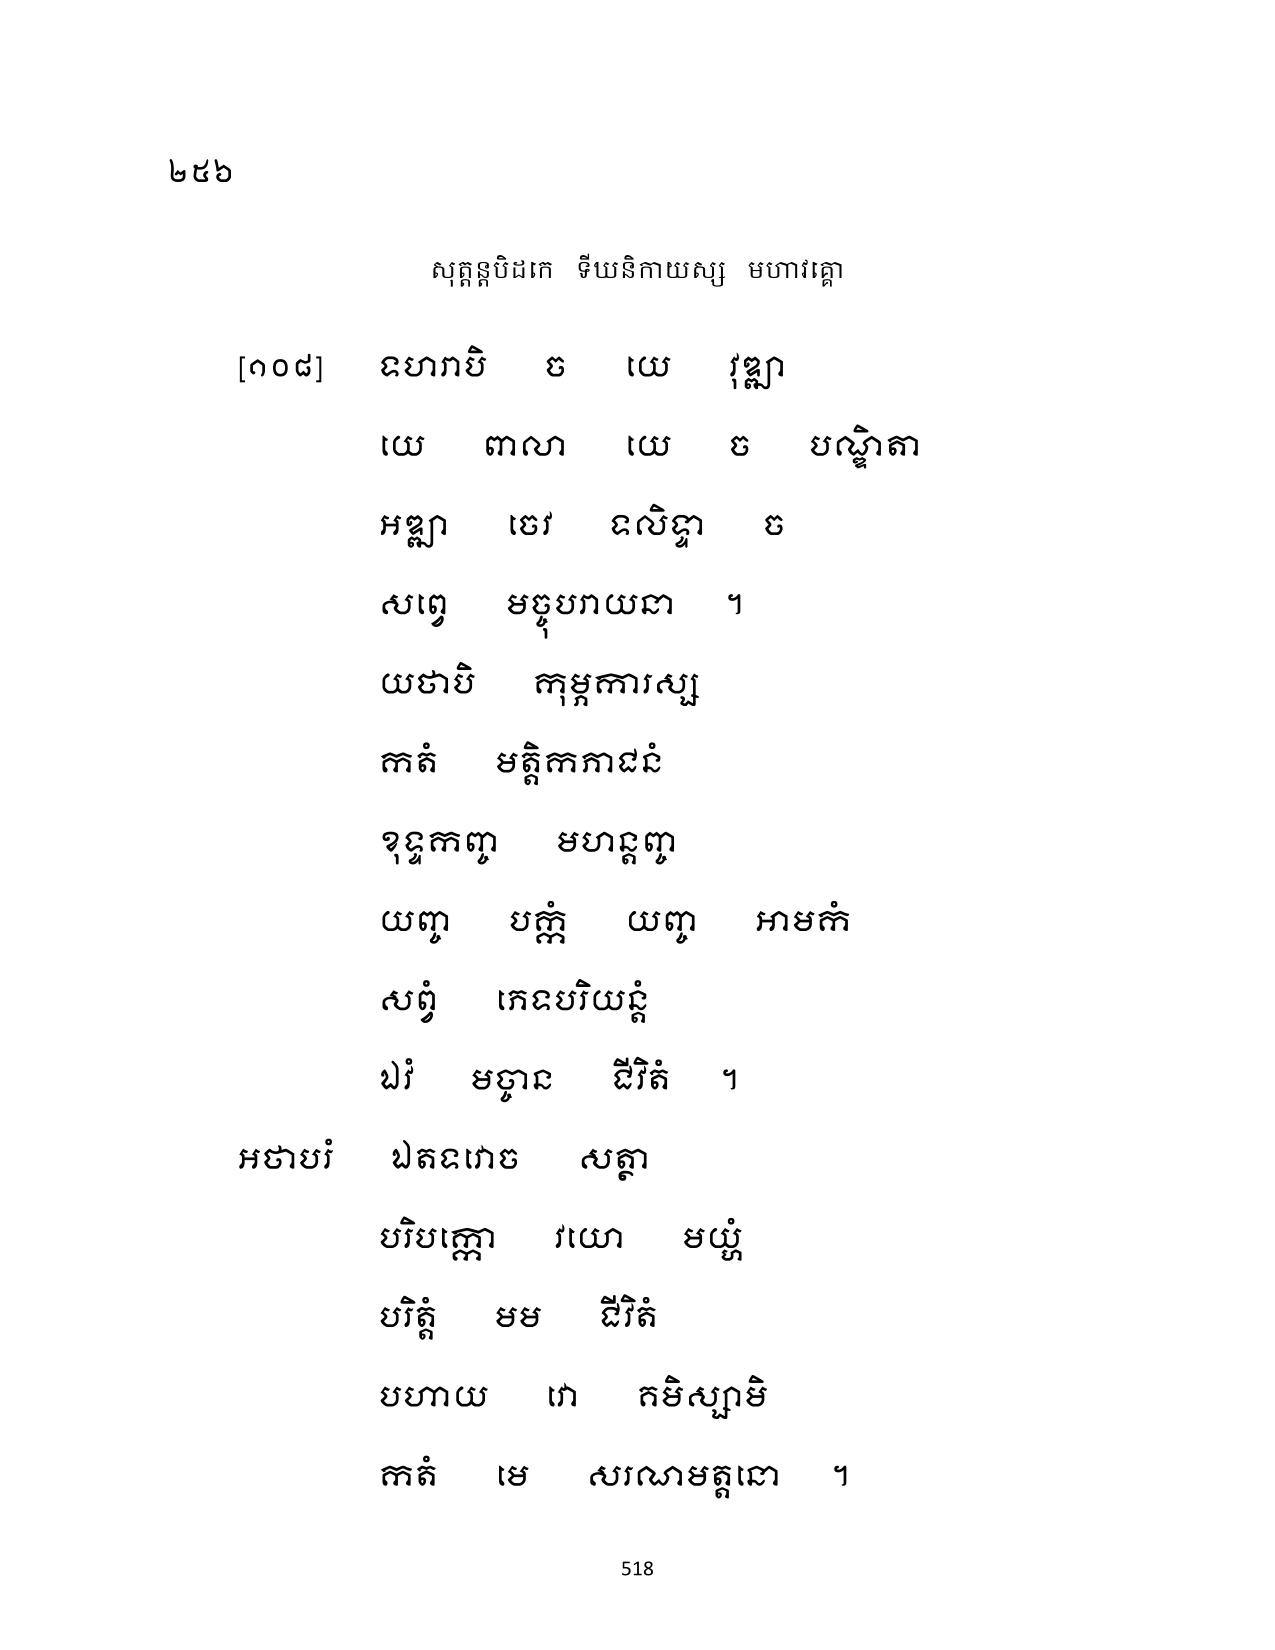 ២៥៦
សុត្តន្តបិដកេ ទីឃនិកាយស្ស មហាវគ្គោ
[១០៨] ទហរាបិ ច យេ វុឌ្ឍា
យេ ពាលា យេ ច បណ្ឌិតា
អឌ្ឍា ចេវ ទលិទ្ទា ច
សព្វេ មច្ចុបរាយនា ។
យថាបិ កុម្ភការស្ស
កតំ មត្តិកភាជនំ
ខុទ្ទកញ្ច មហន្តញ្ច
យញ្ច បក្កំ យញ្ច អាមកំ
សព្វំ ភេទបរិយន្តំ
ឯវំ មច្ចាន ជីវិតំ ។
អថាបរំ ឯតទវោច សត្ថា
បរិបក្កោ វយោ មយ្ហំ
បរិត្តំ មម ជីវិតំ
បហាយ វោ គមិស្សាមិ
កតំ មេ សរណមត្តនោ ។
518